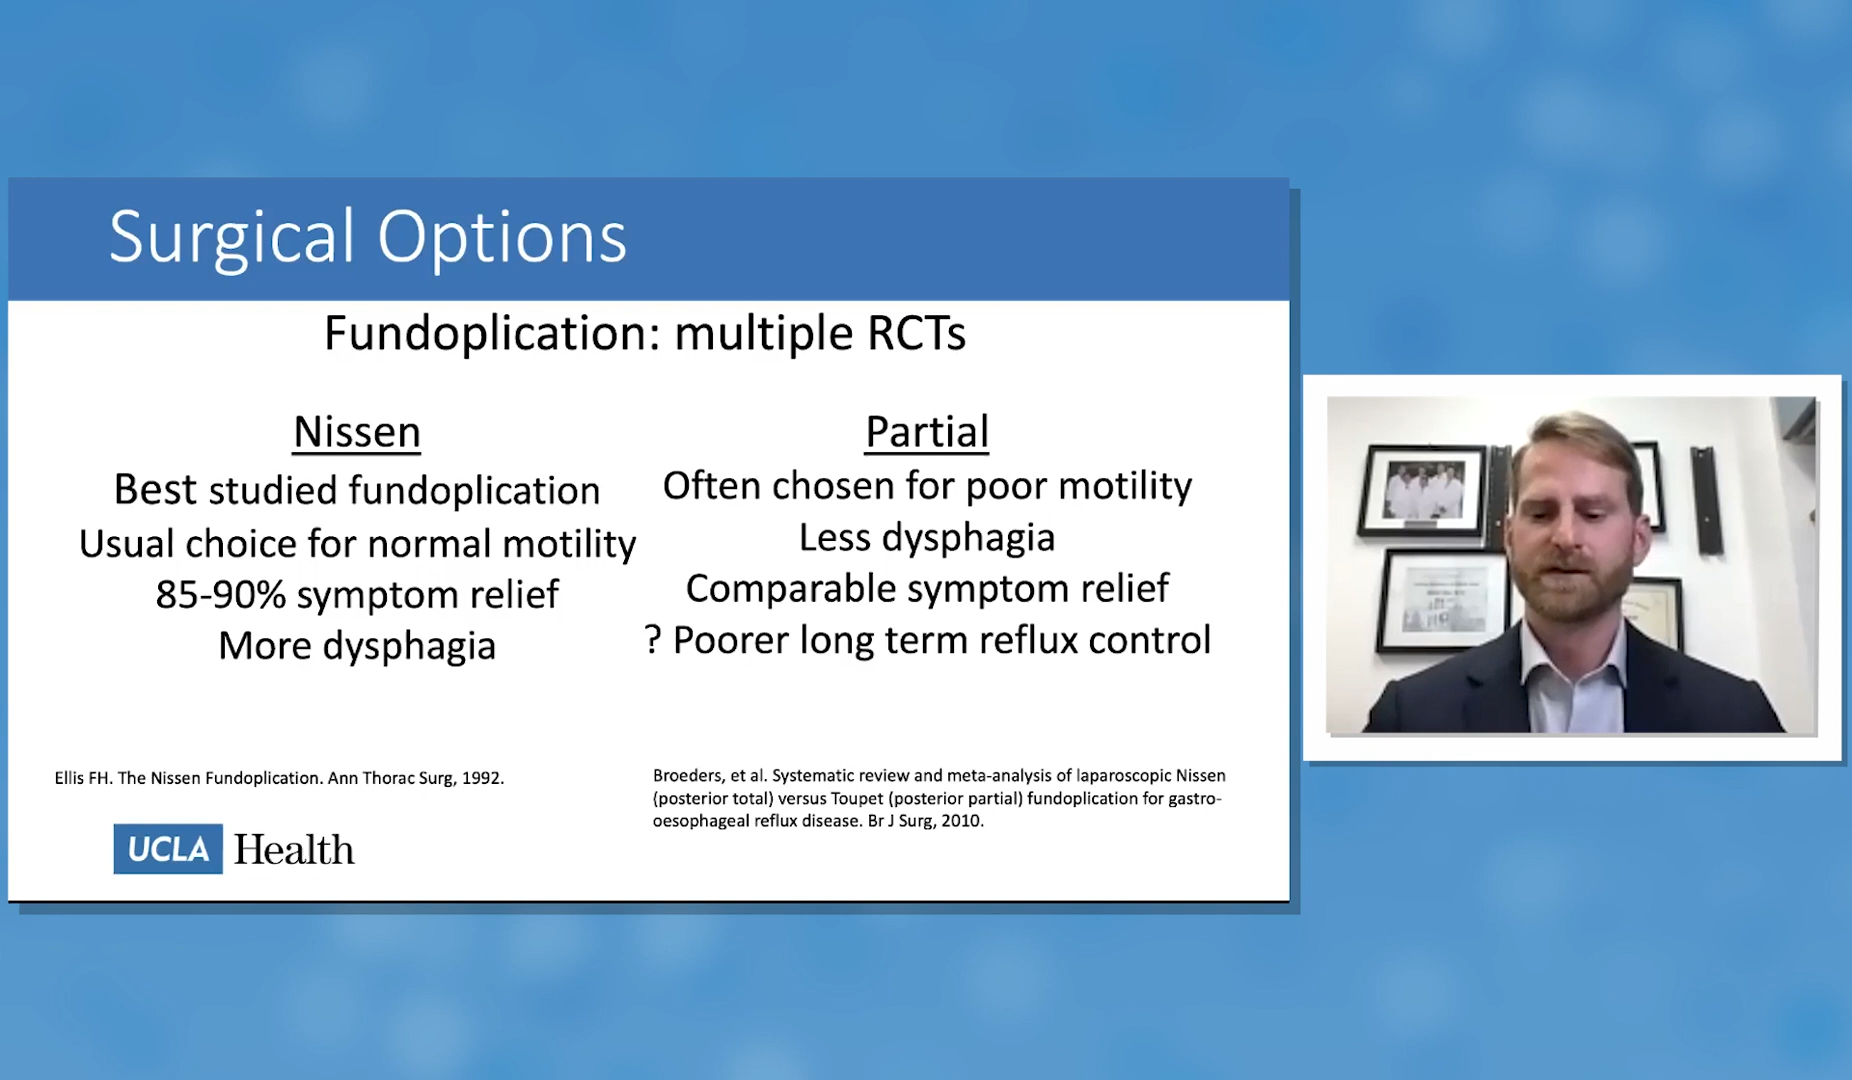 Surgical Options
Fundoplication: multiple RCTs
Nissen
Best studied fundoplication
Usual choice for normal motility
85-90% symptom relief
More dysphagia
Partial
Often chosen for poor motility
Less dysphagia
Comparable symptom relief
? Poorer long term reflux control
Ellis FH. The Nissen Fundoplication. Ann Thorac Surg, 1992.
Broeders, et al. Systematic review and meta-analysis of laparoscopic Nissen
(posterior total) versus Toupet (posterior partial) fundoplication for gastro-
oesophageal reflux disease. Br J Surg, 2010.
UCLA Health